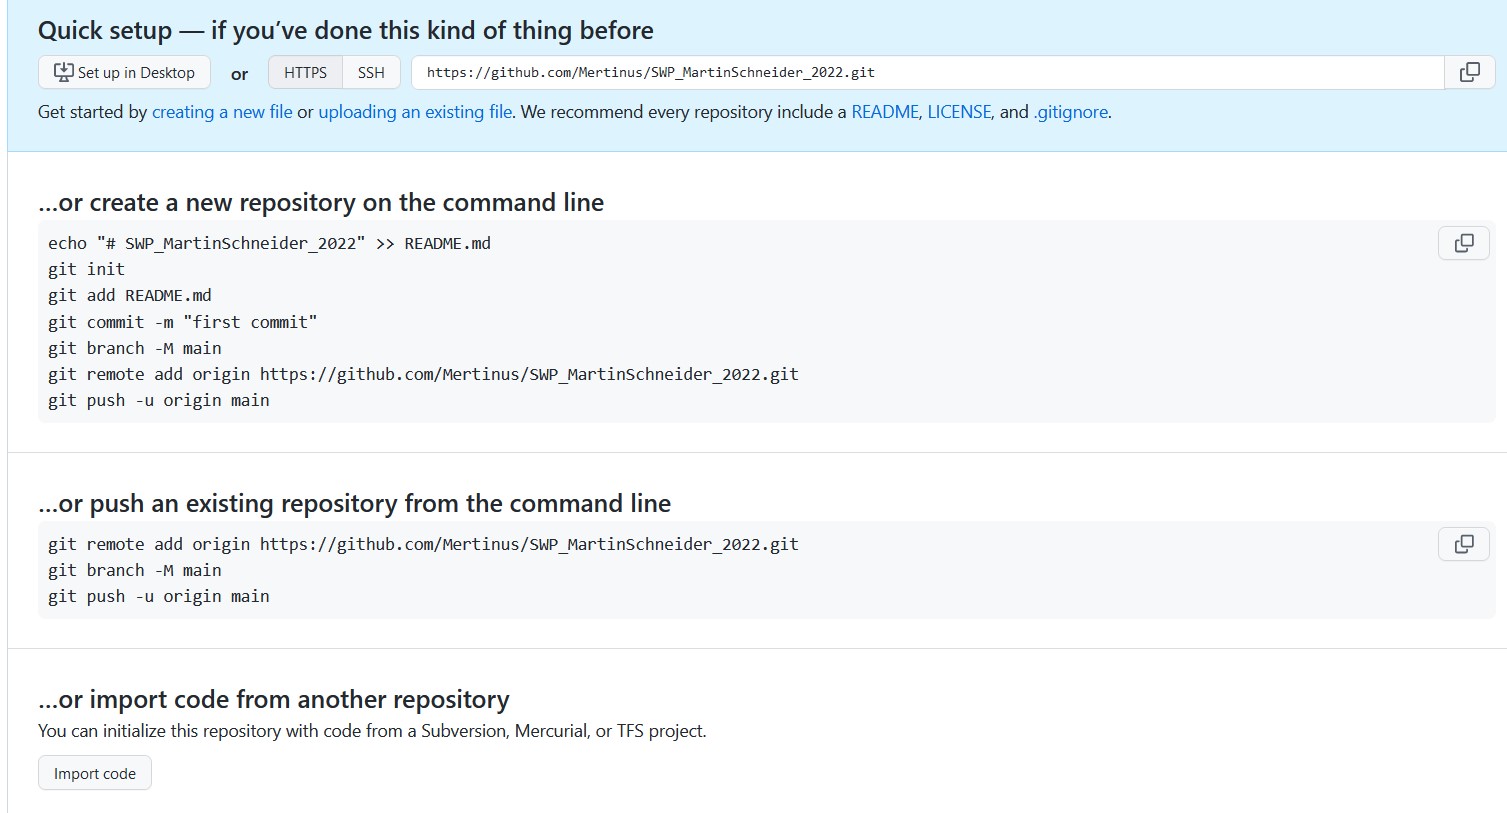 Quick setup — if you’ve done this kind of thing before
Set up in Desktop or HTTPS SSH https://github.com/Mertinus/SWP_MartinSchneider_2022.git
Get started by creating a new file or uploading an existing file. We recommend every repository include a README, LICENSE, and .gitignore.
…or create a new repository on the command line
echo "# SWP_MartinSchneider_2022" >> README.md
git init
git add README.md
git commit -m "first commit"
git branch -M main
git remote add origin https://github.com/Mertinus/SWP_MartinSchneider_2022.git
git push -u origin main
…or push an existing repository from the command line
git remote add origin https://github.com/Mertinus/SWP_MartinSchneider_2022.git
git branch -M main
git push -u origin main
…or import code from another repository
You can initialize this repository with code from a Subversion, Mercurial, or TFS project.
Import code